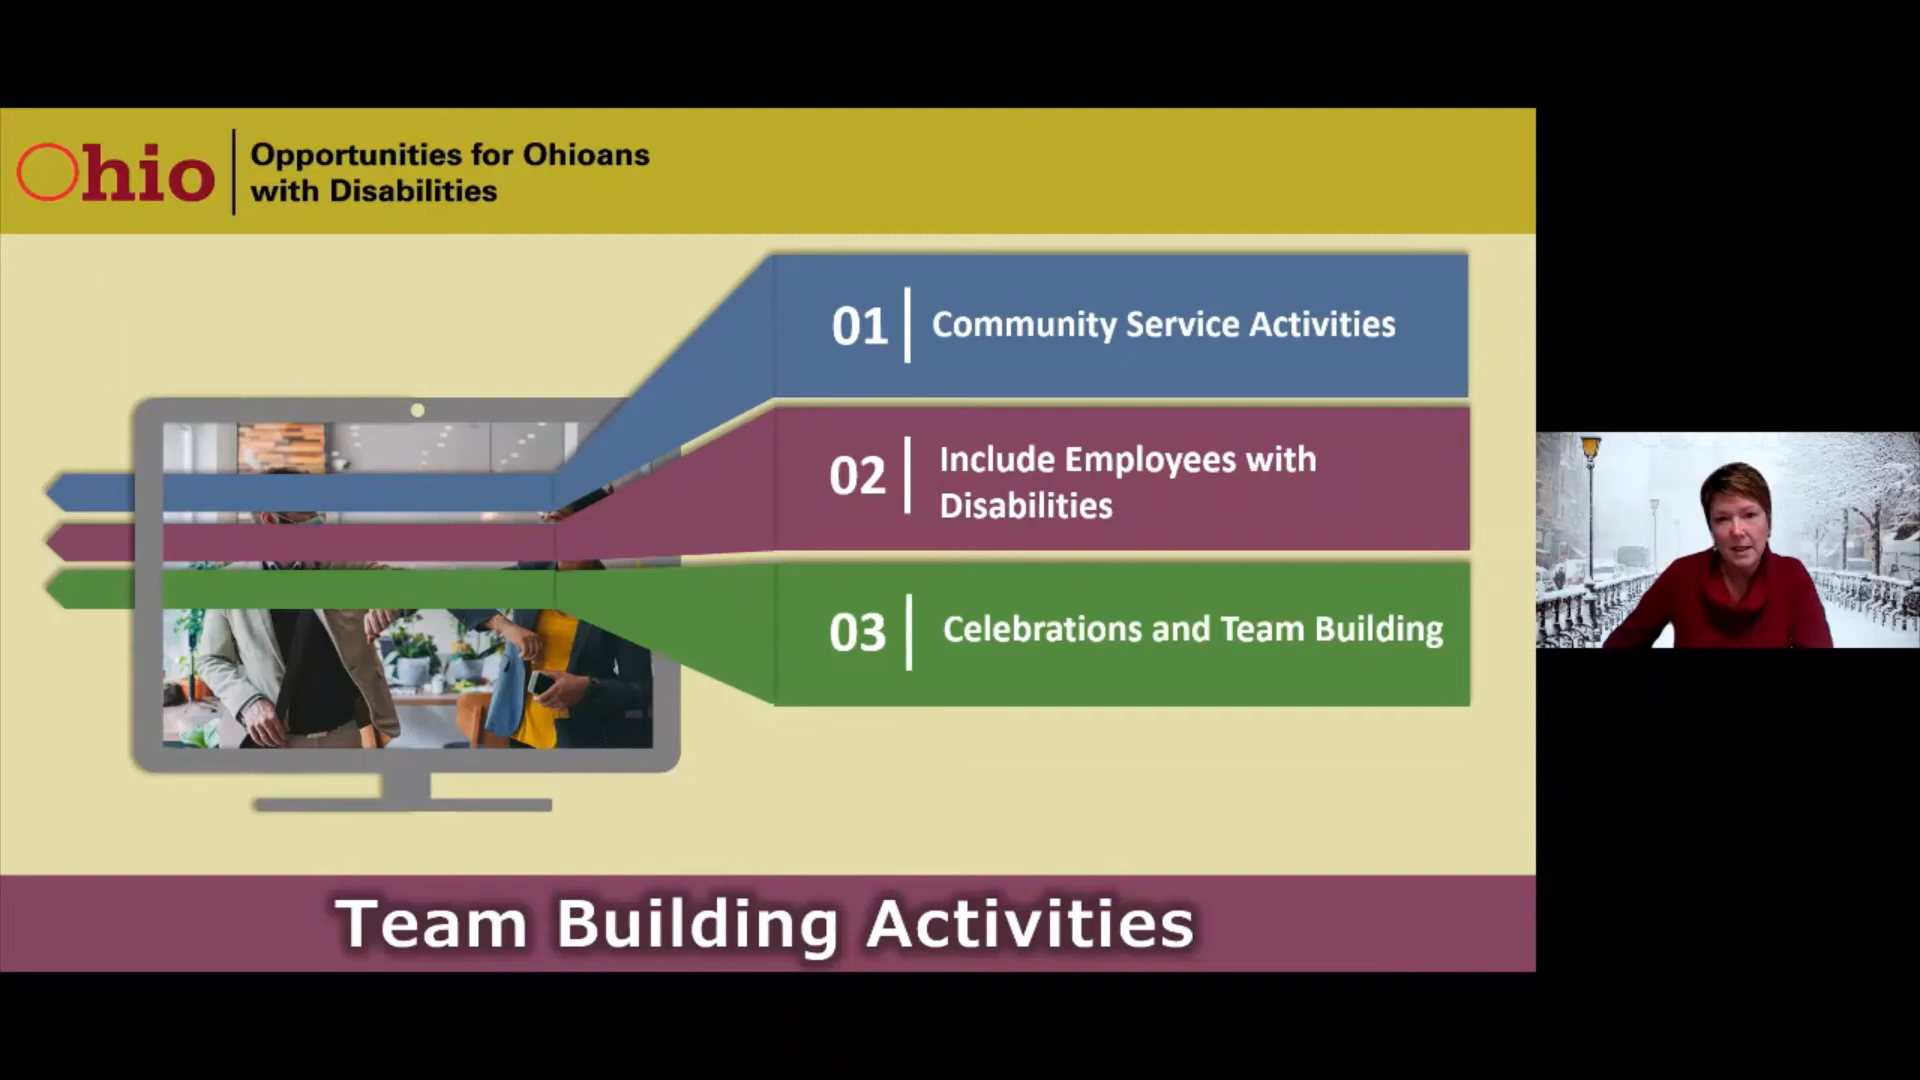 Ohio
Opportunities for Ohioans
with Disabilities
01
Community Service Activities
02
Include Employees with
Disabilities
03
Celebrations and Team Building
Team Building Activities